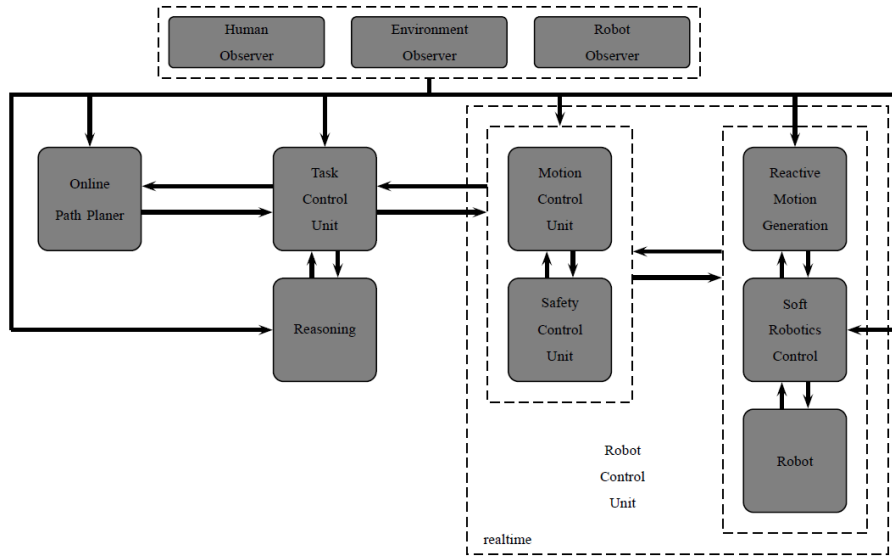 Human
Observer
Environment
Observer
Robot
Observer
Online
Path Planer
Task
Control
Unit
Motion
Control
Unit
Reactive
Motion
Generation
Reasoning
Safety
Control
Unit
Soft
Robotics
Control
Robot
Control
Unit
Robot
realtime